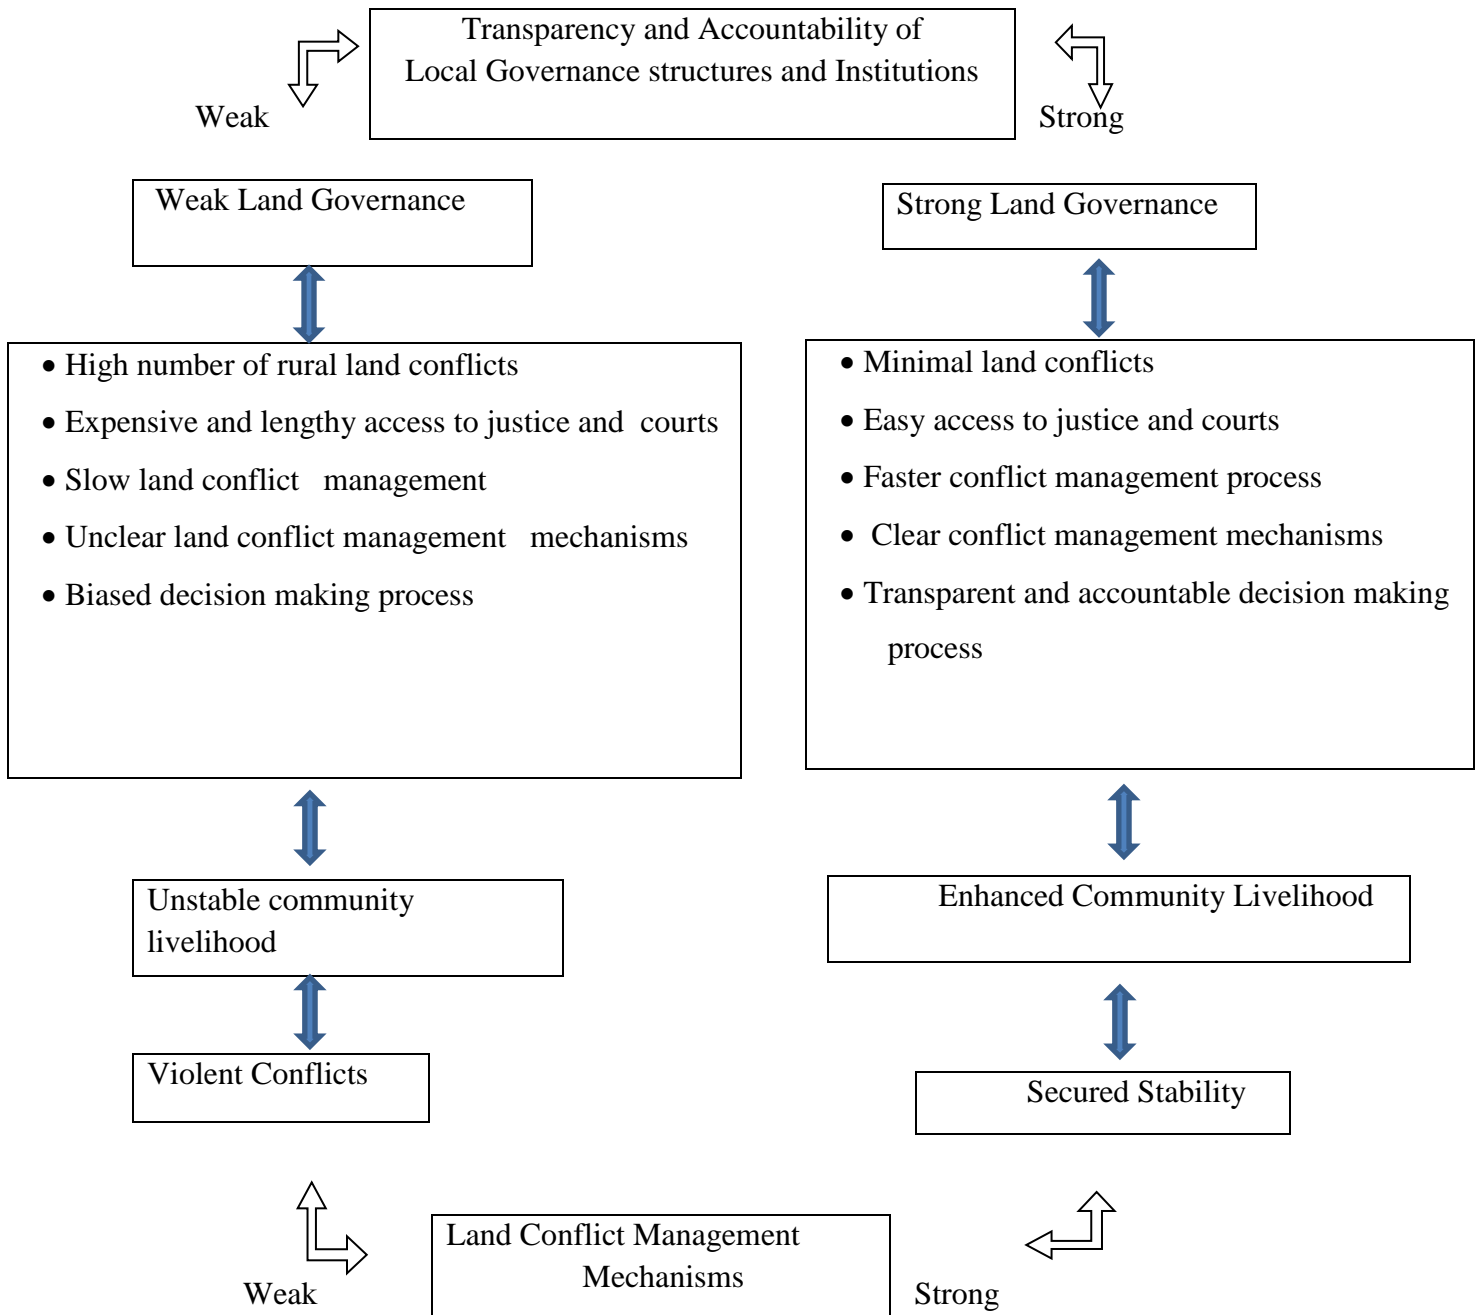 Transparency and Accountability of
Local Governance structures and Institutions
Weak
Strong
Weak Land Governance
Strong Land Governance
• High number of rural land conflicts
• Expensive and lengthy access to justice and courts
• Slow land conflict management
• Unclear land conflict management mechanisms
• Biased decision making process
• Minimal land conflicts
• Easy access to justice and courts
• Faster conflict management process
• Clear conflict management mechanisms
• Transparent and accountable decision making
process
Unstable community
livelihood
Enhanced Community Livelihood
Violent Conflicts
Secured Stability
Land Conflict Management
Mechanisms
Weak
Strong